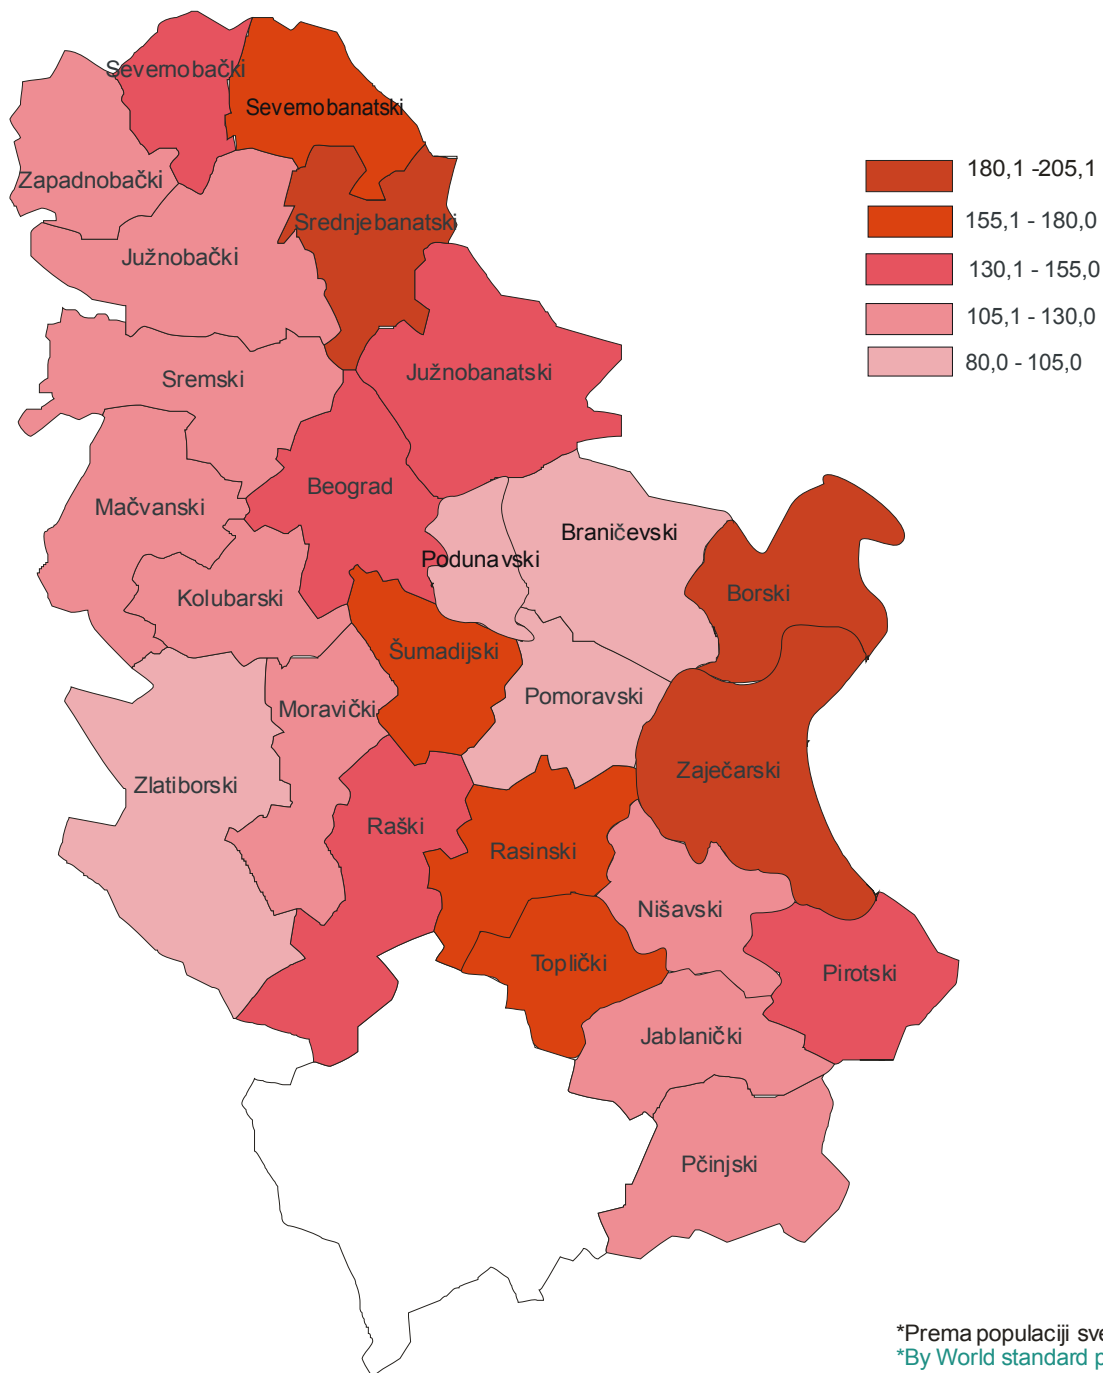 Severnobački
Severnobanatski
Zapadnobački
Srednjebanatski
Južnobački
Sremski
Južnobanatski
Beograd
Mačvanski
Podunavski
Braničevski
Kolubarski
Borski
Šumadijski
Moravički
Pomoravski
Zlatiborski
Zaječarski
Raški
Rasinski
Nišavski
Toplički
Pirotski
Jablanički
Pčinjski
180,1 -205,1
155,1 - 180,0
130,1 - 155,0
105,1 - 130,0
80,0 - 105,0
*Prema populaciji sve
*By World standard p